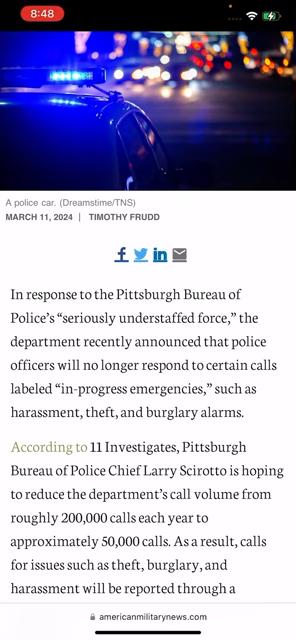 8:48
A police car. (Dreamstime/TNS)
MARCH 11, 2024 | TIMOTHY FRUDD
In response to the Pittsburgh Bureau of
Police's “seriously understaffed force,” the
department recently announced that police
officers will no longer respond to certain calls
labeled “in-progress emergencies,” such as
harassment, theft, and burglary alarms.
According to 11 Investigates, Pittsburgh
Bureau of Police Chief Larry Scirotto is hoping
to reduce the department's call volume from
roughly 200,000 calls each year to
approximately 50,000 calls. As a result, calls
for issues such as theft, burglary, and
harassment will be reported through a
americanmilitarynews.com